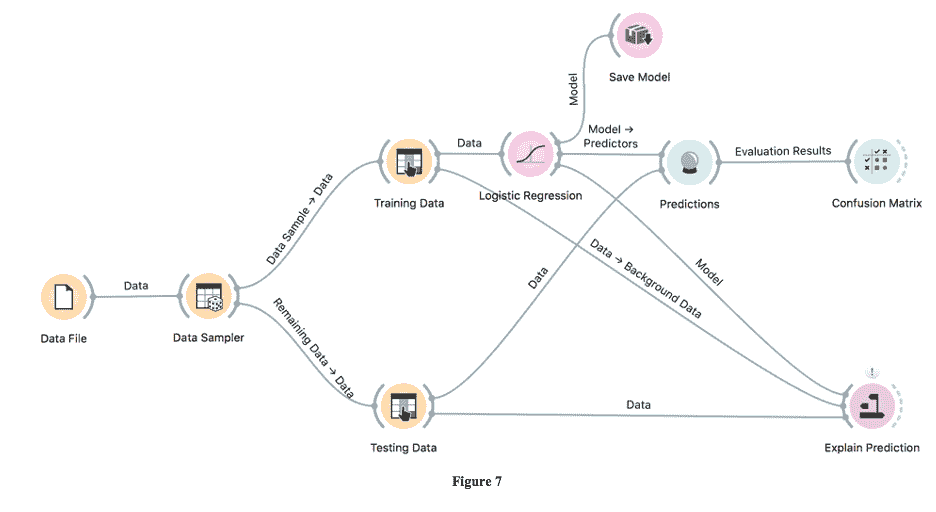 Save Model
Model
Data
Model →
Predictors
Evaluation Results
Training Data
Logistic Regression
Predictions
Confusion Matrix
Data Sample → Data
Data → Background Data
Model
Data
Data
Data File
Data Sampler
Remaining Data → Data
!
Data
Testing Data
Explain Prediction
Figure 7